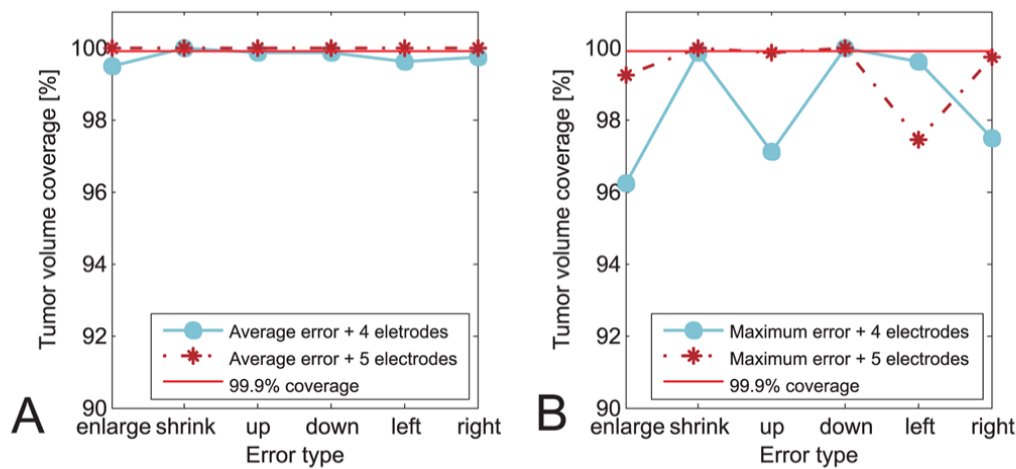 100
98
96
94
92
90
Tumor volume coverage [%]
Average error + 4 eletrodes
Average error + 5 electrodes
99.9% coverage
enlarge shrink up down left right
Error type
A
100
98
96
94
92
90
Tumor volume coverage [%]
Maximum error + 4 electrodes
Maximum error + 5 electrodes
99.9% coverage
enlarge shrink up down left right
Error type
B